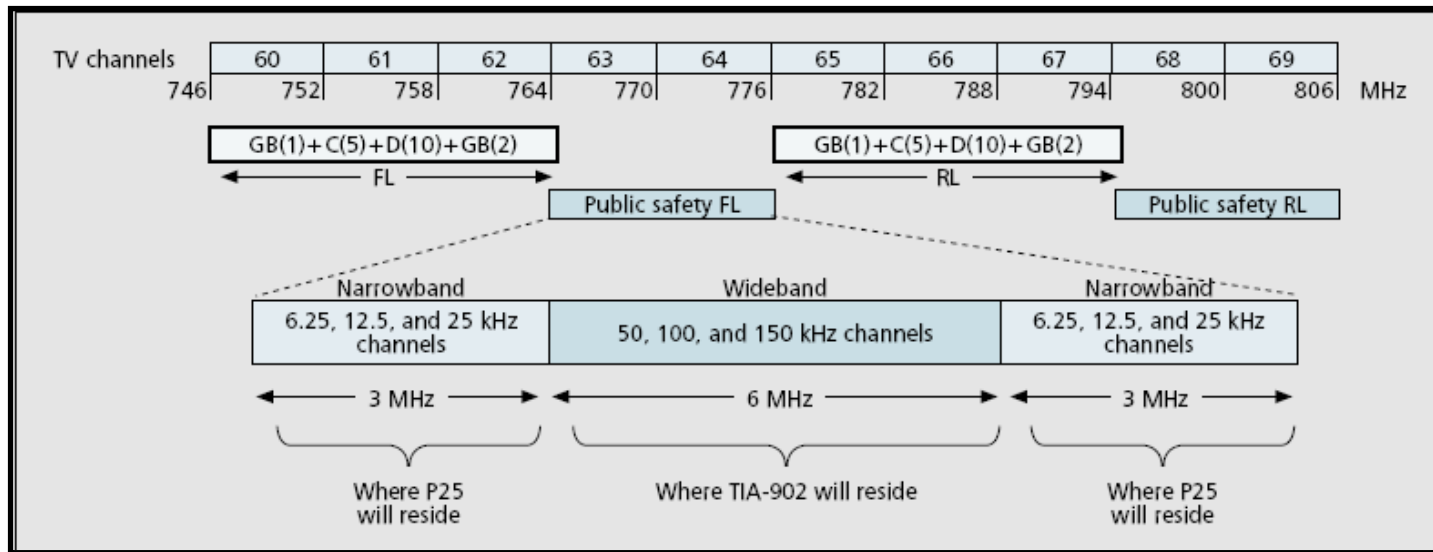 TV channels 60 61 62 63 64 65 66 67 68 69
746 752 758 764 770 776 782 788 794 800 806 MHz
GB(1)+C(5)+D(10)+GB(2) GB(1)+C(5)+D(10)+GB(2)
FL RL
Public safety FL Public safety RL
Narrowband Wideband Narrowband
6.25, 12.5, and 25 kHz
channels
50, 100, and 150 kHz channels
6.25, 12.5, and 25 kHz
channels
3 MHz 6 MHz 3 MHz
Where P25
will reside
Where TIA-902 will reside
Where P25
will reside